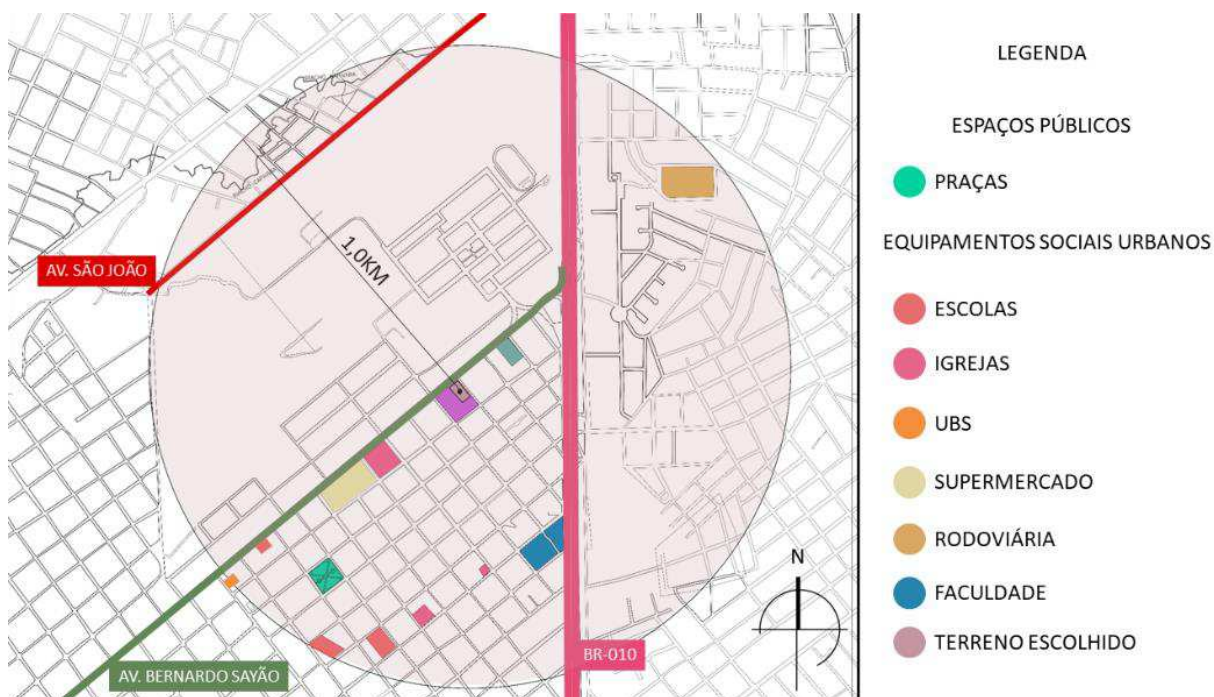 AV. SÃO JOÃO
1,0KM
BR-010
AV. BERNARDO SAYÃO
N
LEGENDA
ESPAÇOS PÚBLICOS
PRAÇAS
EQUIPAMENTOS SOCIAIS URBANOS
ESCOLAS
IGREJAS
UBS
SUPERMERCADO
RODOVIÁRIA
FACULDADE
TERRENO ESCOLHIDO